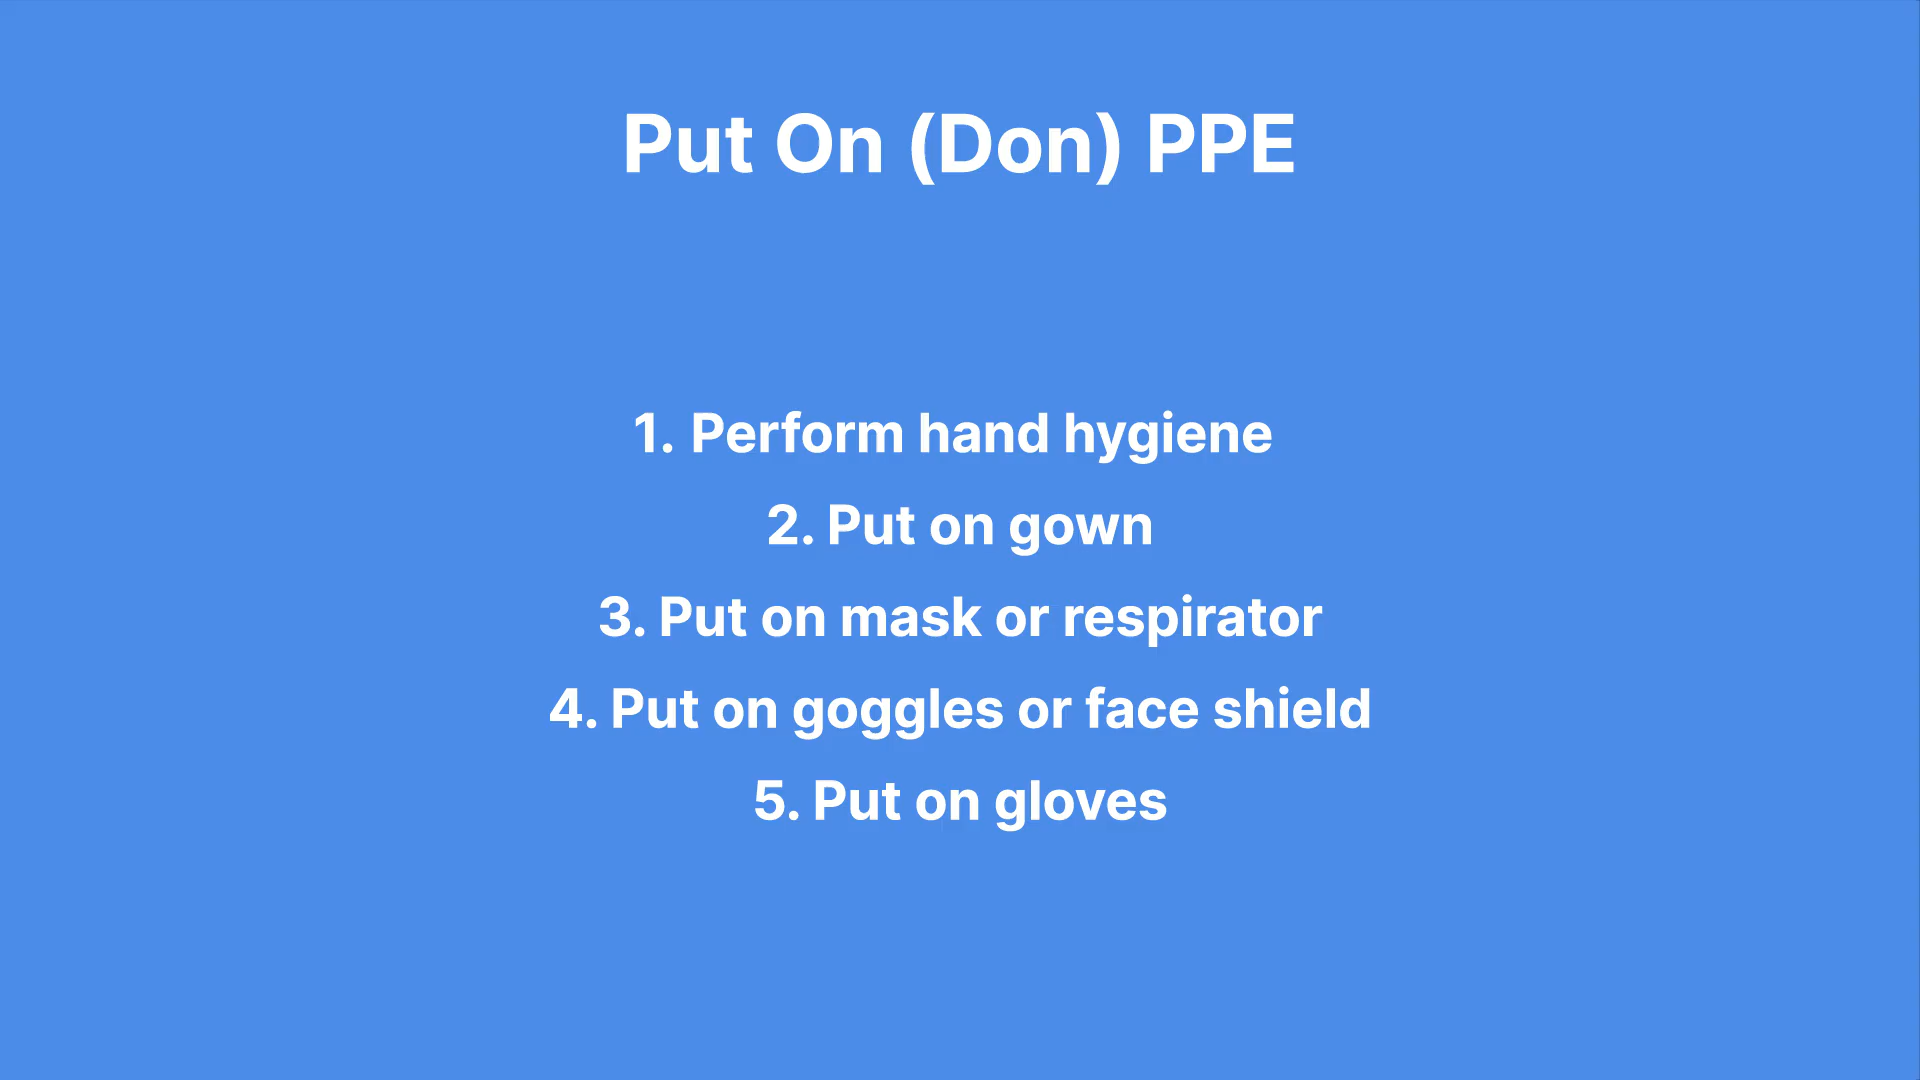 Put On (Don) PPE
1. Perform hand hygiene
2. Put on gown
3. Put on mask or respirator
4. Put on goggles or face shield
5. Put on gloves